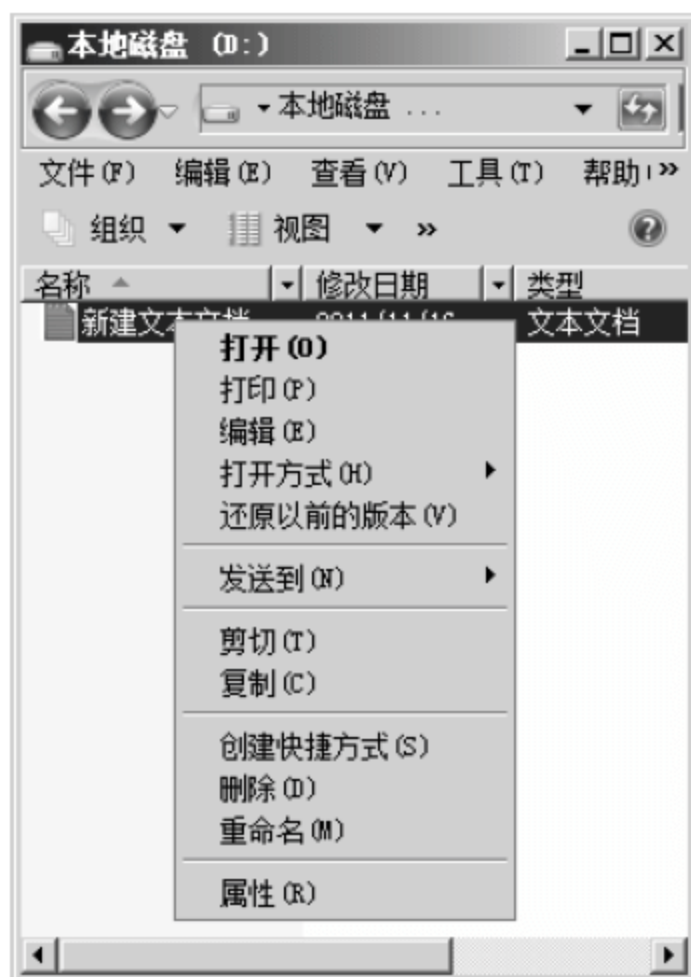 本地磁盘 (D:)
本地磁盘 ...
文件(F) 编辑(E) 查看(V) 工具(T) 帮助
组织 视图 »
名称 修改日期 类型
新建文本文档 文本文档
打开(O)
打印(P)
编辑(E)
打开方式(H)
还原以前的版本(V)
发送到(N)
剪切(T)
复制(C)
创建快捷方式(S)
删除(D)
重命名(M)
属性(R)